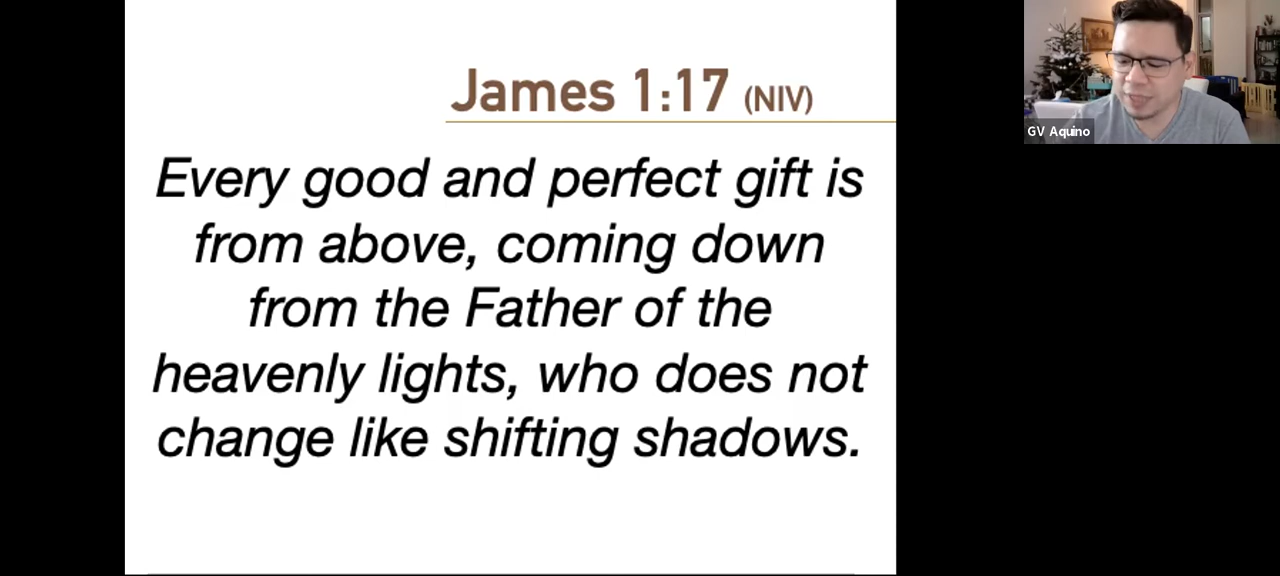 James 1:17 (NIV)
Every good and perfect gift is
from above, coming down
from the Father of the
heavenly lights, who does not
change like shifting shadows.
GV Aquino